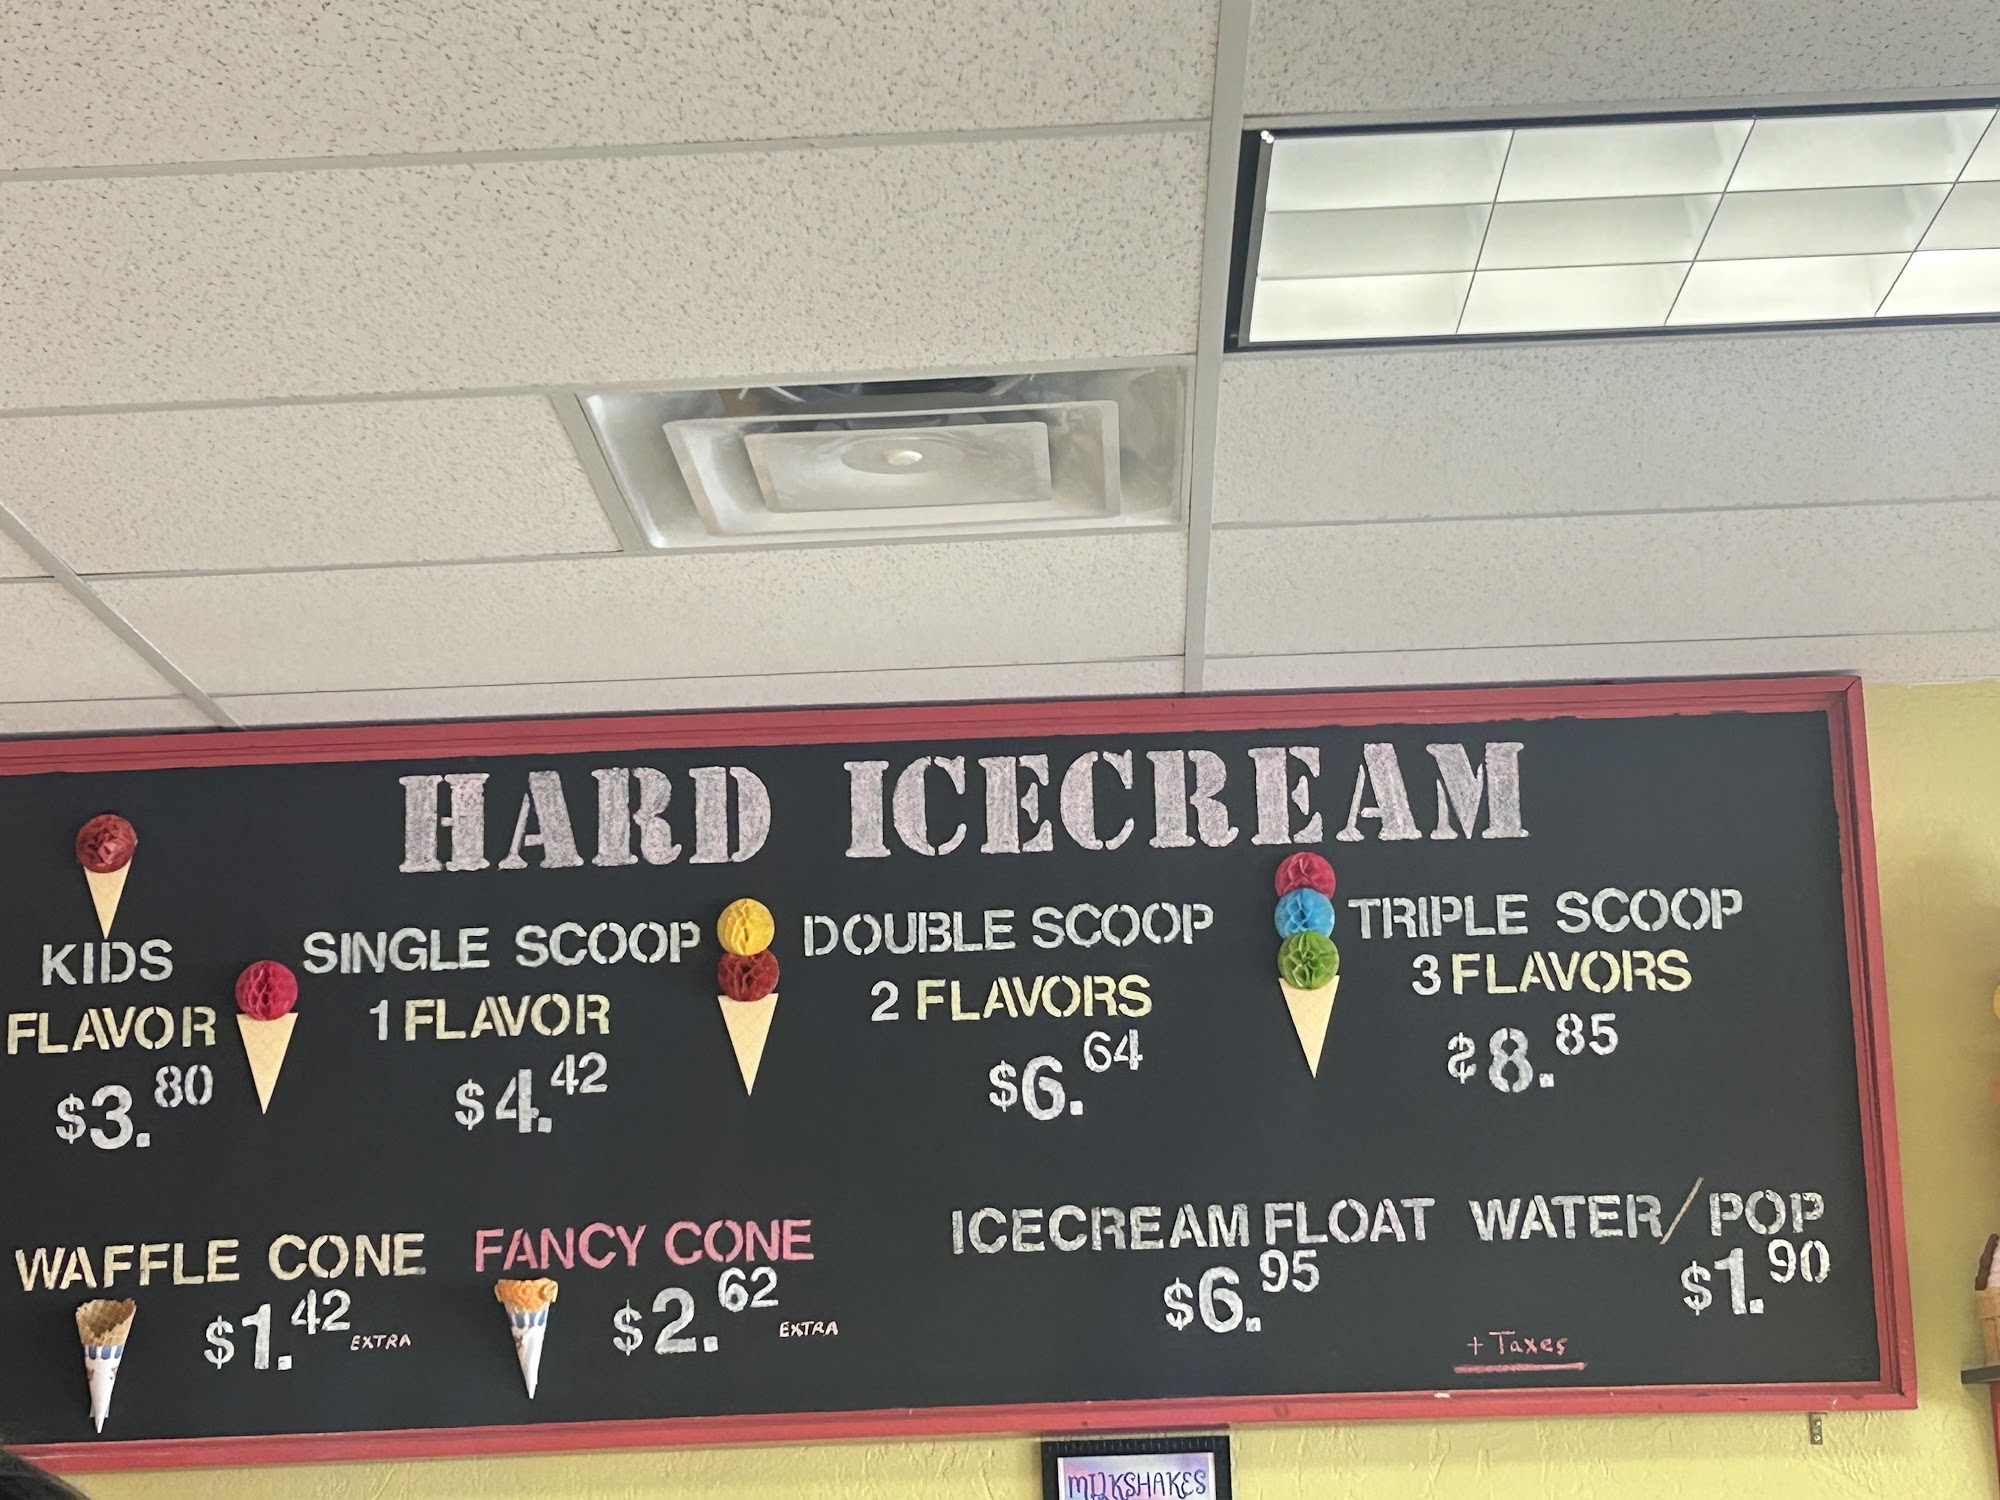 HARD ICECREAM
KIDS
FLAVOR
$3.80
SINGLE SCOOP
1 FLAVOR
$4.42
DOUBLE SCOOP
2 FLAVORS
$6.64
TRIPLE SCOOP
3 FLAVORS
$8.85
WAFFLE CONE
$1.42 EXTRA
FANCY CONE
$2.62 EXTRA
ICECREAM FLOAT
$6.95
WATER/POP
$1.90
+ Taxes
MILKSHAKES